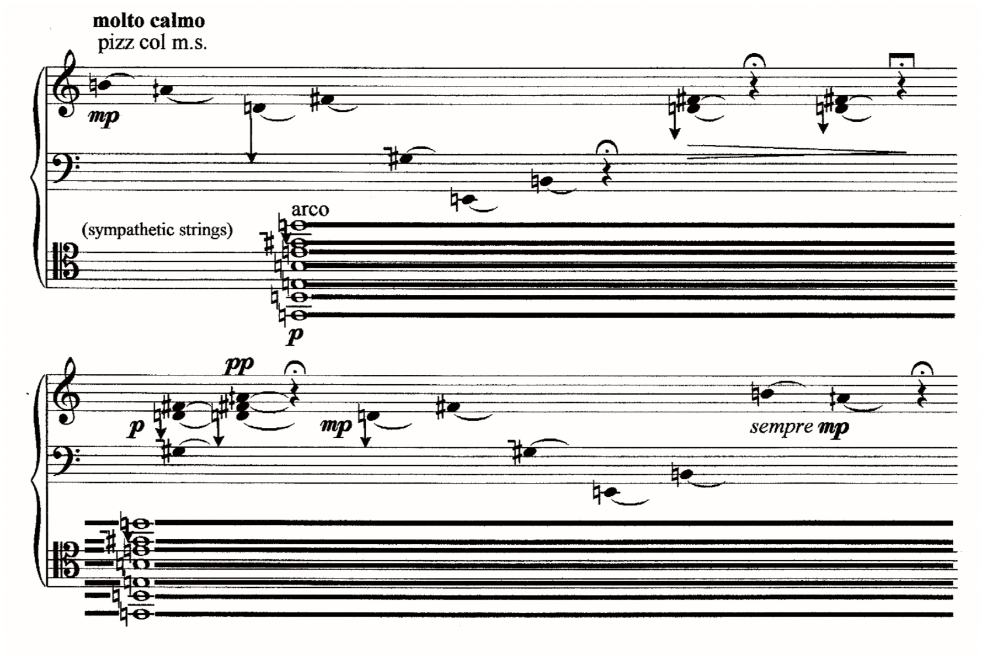 molto calmo
pizz col m.s.
mp
arco
(sympathetic strings)
p
pp
p
mp
sempre mp